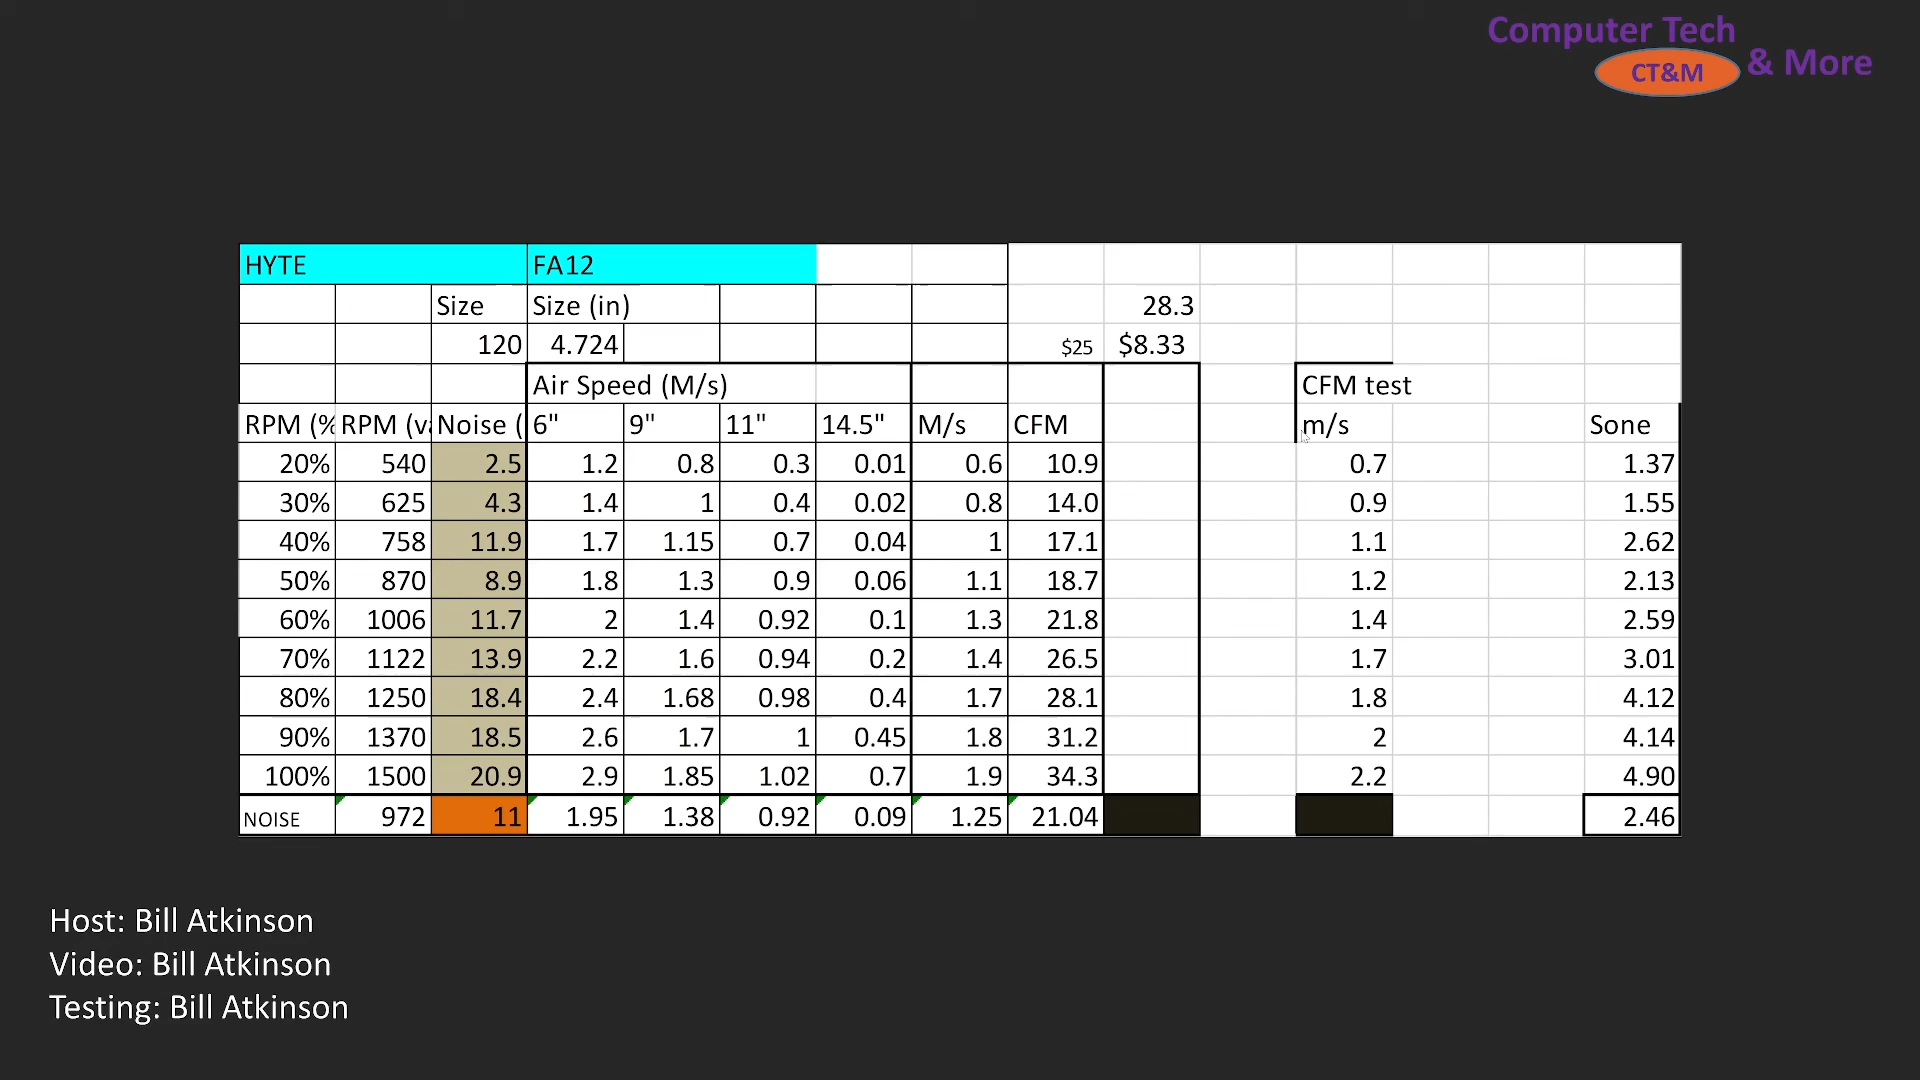 Computer Tech
CT&M & More
HYTE FA12
Size Size (in) 28.3
120 4.724 $25 $8.33
Air Speed (M/s) CFM test
RPM (% RPM (va Noise ( 6" 9" 11" 14.5" M/s CFM m/s Sone
20% 540 2.5 1.2 0.8 0.3 0.01 0.6 10.9 0.7 1.37
30% 625 4.3 1.4 1 0.4 0.02 0.8 14.0 0.9 1.55
40% 758 11.9 1.7 1.15 0.7 0.04 1 17.1 1.1 2.62
50% 870 8.9 1.8 1.3 0.9 0.06 1.1 18.7 1.2 2.13
60% 1006 11.7 2 1.4 0.92 0.1 1.3 21.8 1.4 2.59
70% 1122 13.9 2.2 1.6 0.94 0.2 1.4 26.5 1.7 3.01
80% 1250 18.4 2.4 1.68 0.98 0.4 1.7 28.1 1.8 4.12
90% 1370 18.5 2.6 1.7 1 0.45 1.8 31.2 2 4.14
100% 1500 20.9 2.9 1.85 1.02 0.7 1.9 34.3 2.2 4.90
NOISE 972 11 1.95 1.38 0.92 0.09 1.25 21.04 2.46
Host: Bill Atkinson
Video: Bill Atkinson
Testing: Bill Atkinson